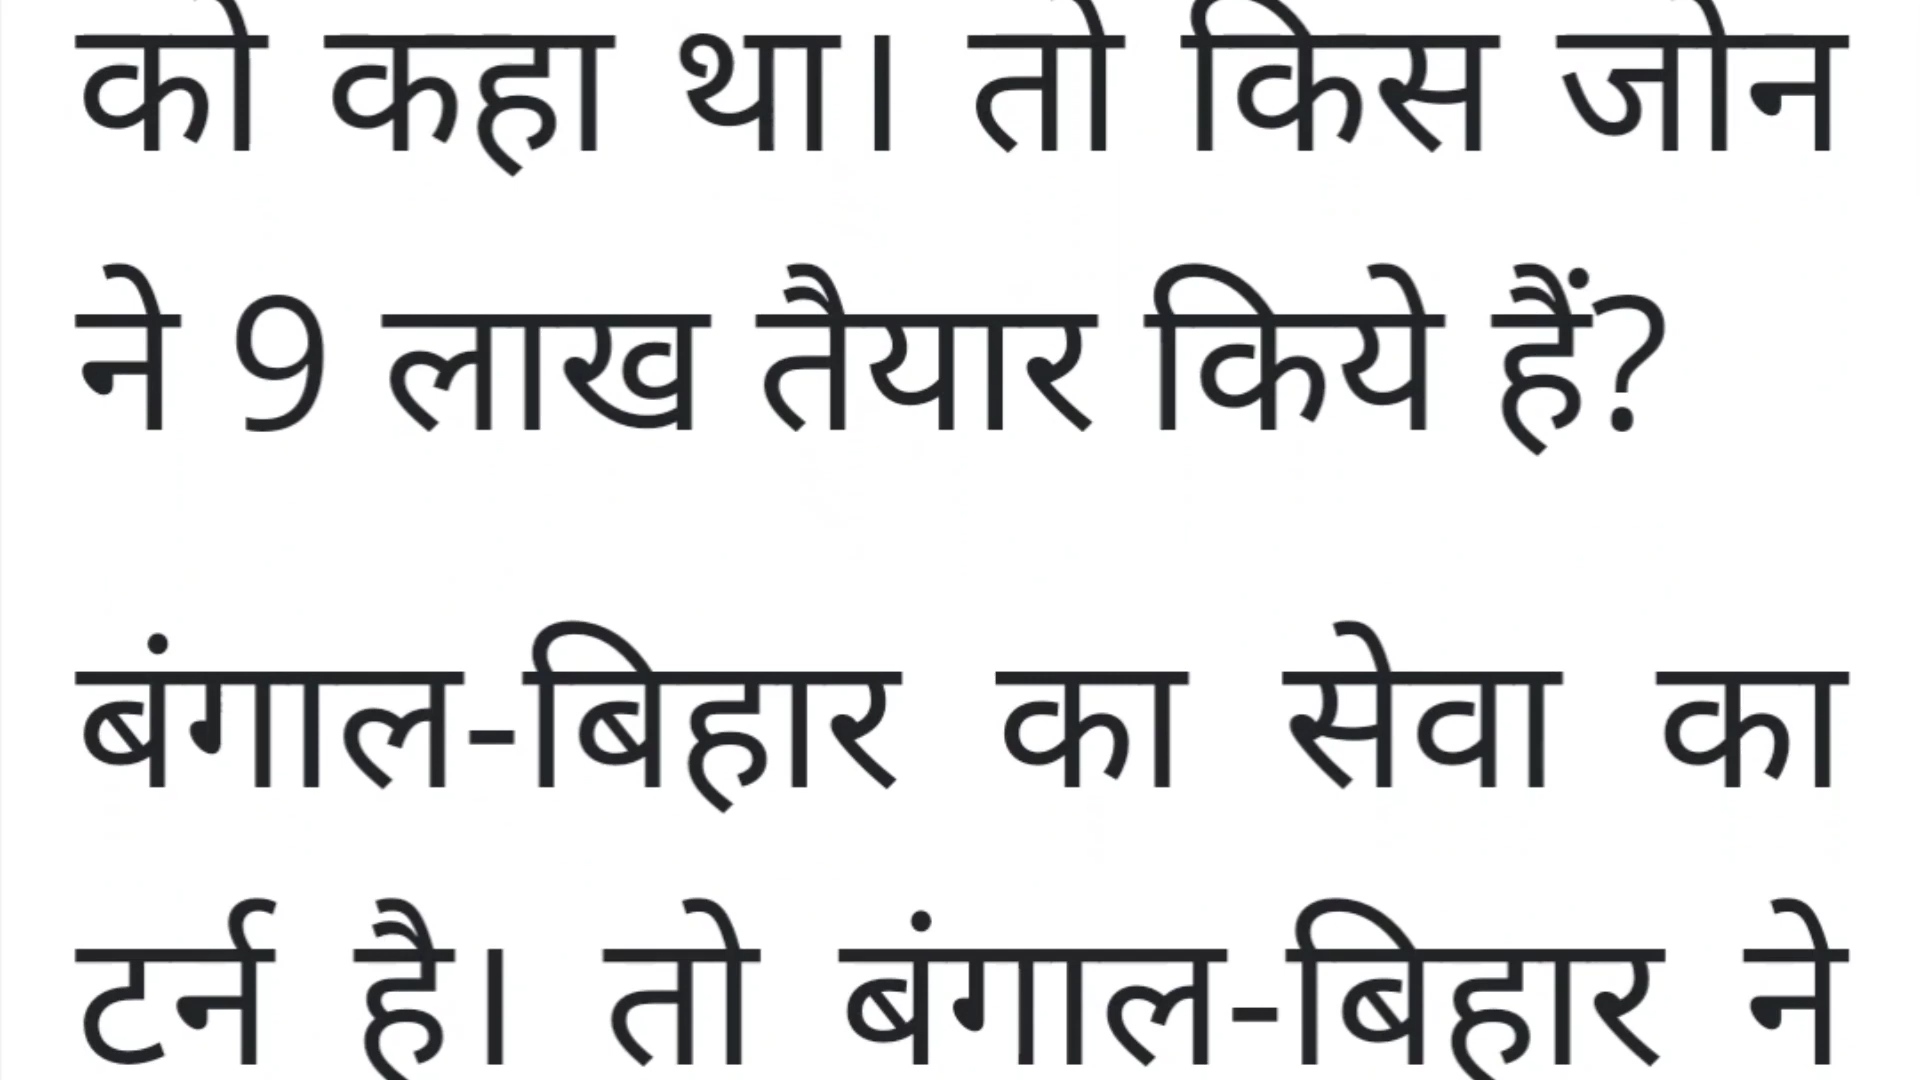 को कहा था। तो किस जोन
ने 9 लाख तैयार किये हैं?
बंगाल-बिहार का सेवा का
टर्न है। तो बंगाल-बिहार ने